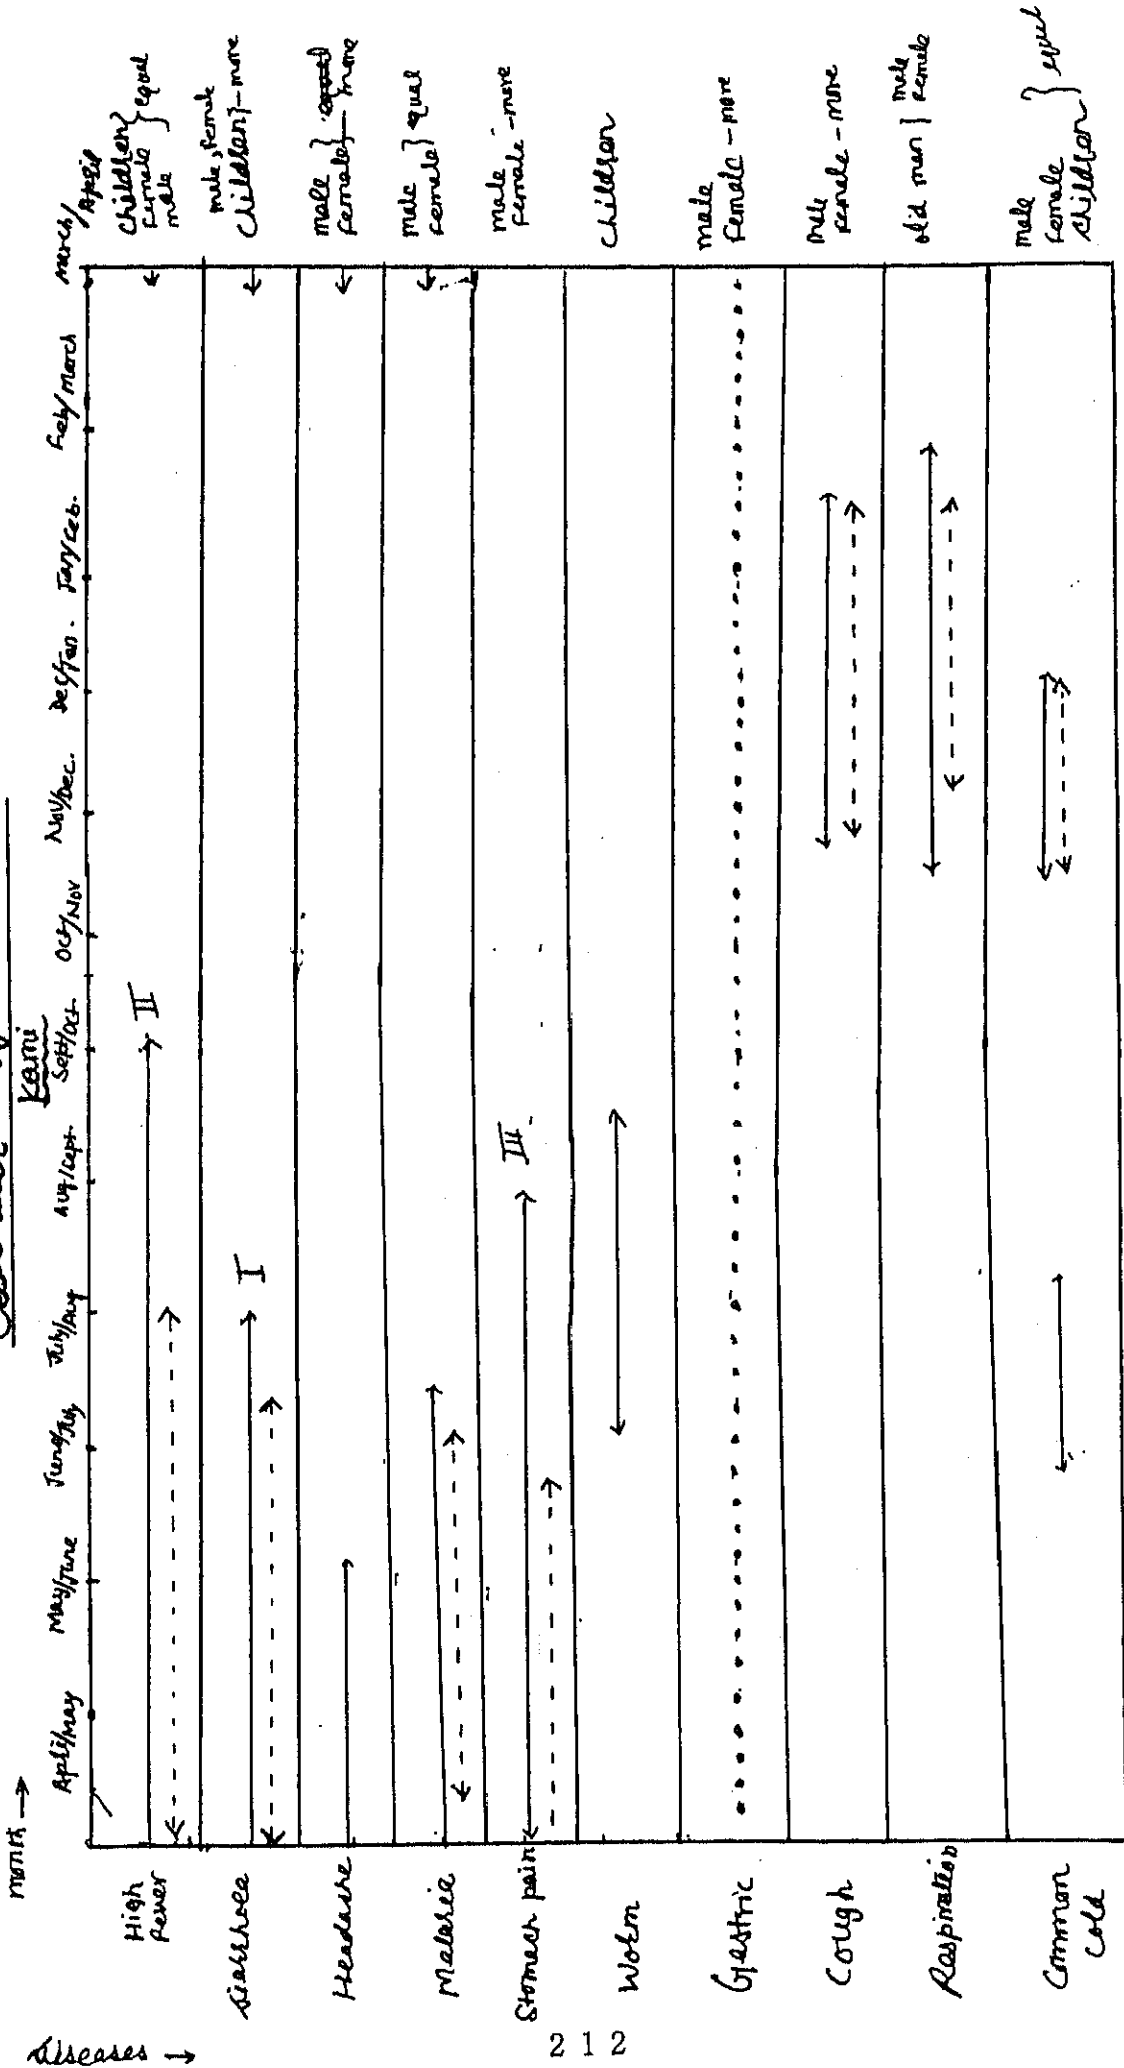 Kami
month →
April/May May/June June/July July/Aug Aug/Sept. Sept/Oct. Oct/Nov Nov/Dec. Dec/Jan. Jan/Feb. Feb/March March/April
Diseases →
High Fever
II
Children
Female
male } equal
Diarrhoea
I
male, Female
Children } - more
Headache
male
Female } - more
Malaria
male
Female } equal
Stomach pain
III
male
Female - more
Worm
Children
Gastric
male
Female - more
Cough
male
Female - more
Respiration
old man } male
Female
Common Cold
male
Female
children } equal
212